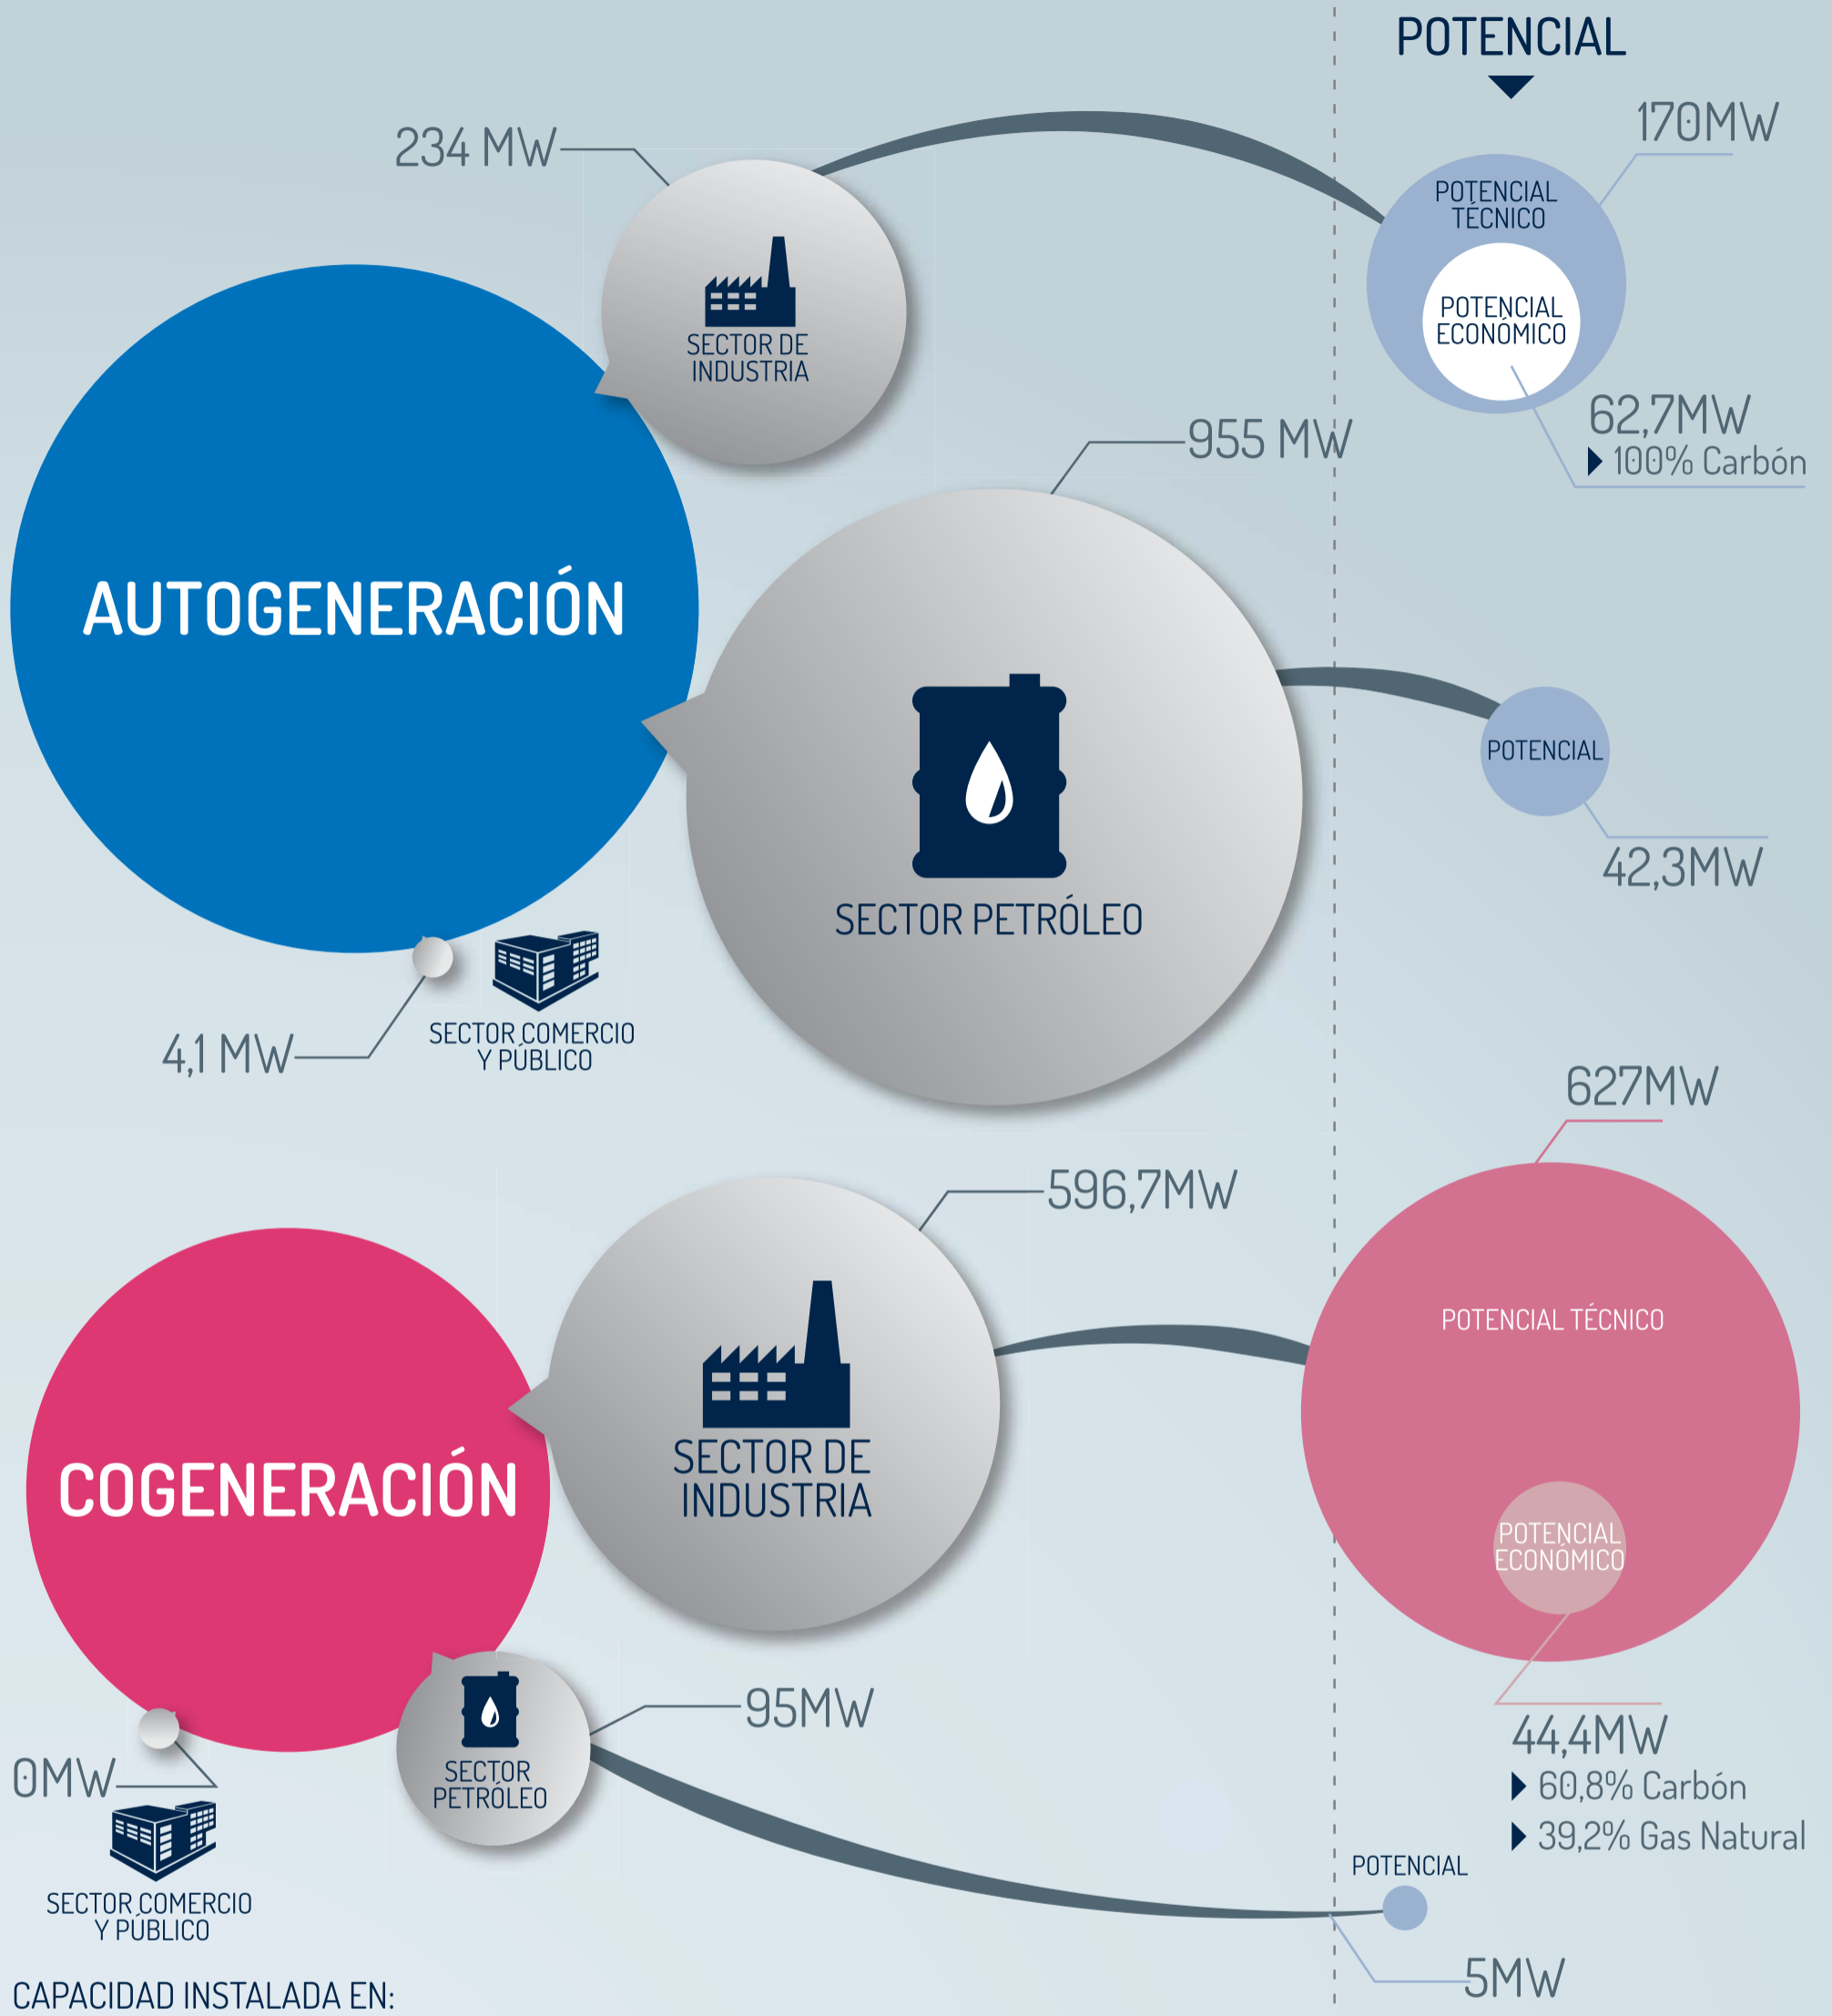 POTENCIAL
170MW
234 MW
POTENCIAL
TÉCNICO
POTENCIAL
ECONÓMICO
SECTOR DE
INDUSTRIA
62,7MW
100% Carbón
955 MW
AUTOGENERACIÓN
POTENCIAL
42,3MW
SECTOR PETRÓLEO
4,1 MW
SECTOR COMERCIO
Y PÚBLICO
627MW
596,7MW
POTENCIAL TÉCNICO
SECTOR DE
INDUSTRIA
COGENERACIÓN
POTENCIAL
ECONÓMICO
95MW
44,4MW
60,8% Carbón
39,2% Gas Natural
SECTOR
PETRÓLEO
0MW
SECTOR COMERCIO
Y PÚBLICO
POTENCIAL
5MW
CAPACIDAD INSTALADA EN: